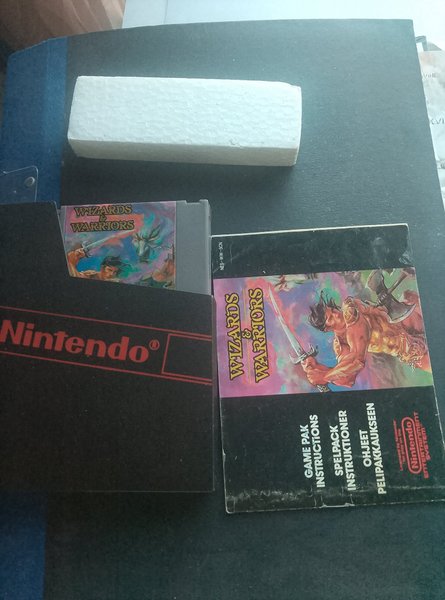 WIZARDS
&
WARRIORS
Nintendo®
WIZARDS
&
WARRIORS
GAME PAK
INSTRUCTIONS
SPELPACK
INSTRUKTIONER
OHJEET
PELIPAKKAUKSEEN
Nintendo
ENTERTAINMENT
SYSTEM